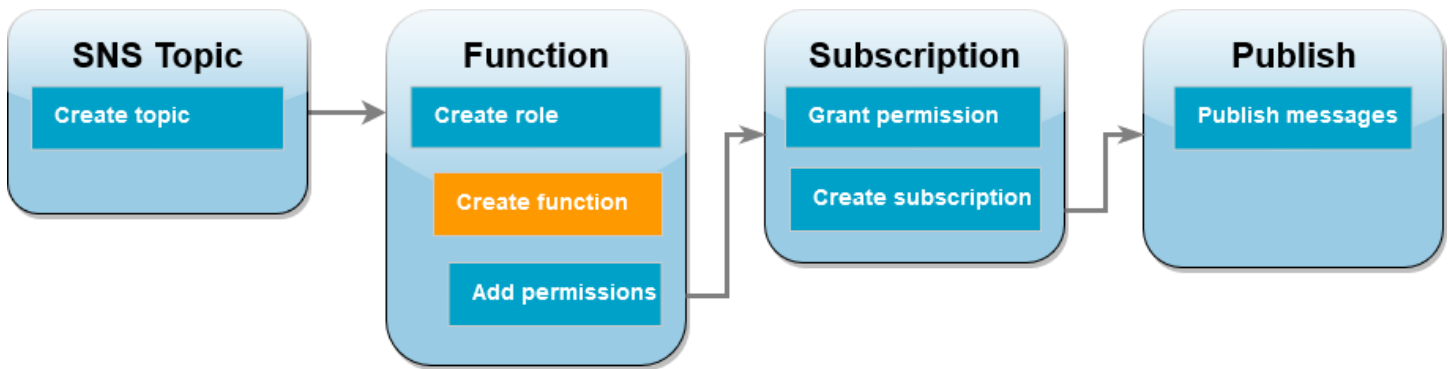 SNS Topic
Create topic
Function
Create role
Create function
Add permissions
Subscription
Grant permission
Create subscription
Publish
Publish messages